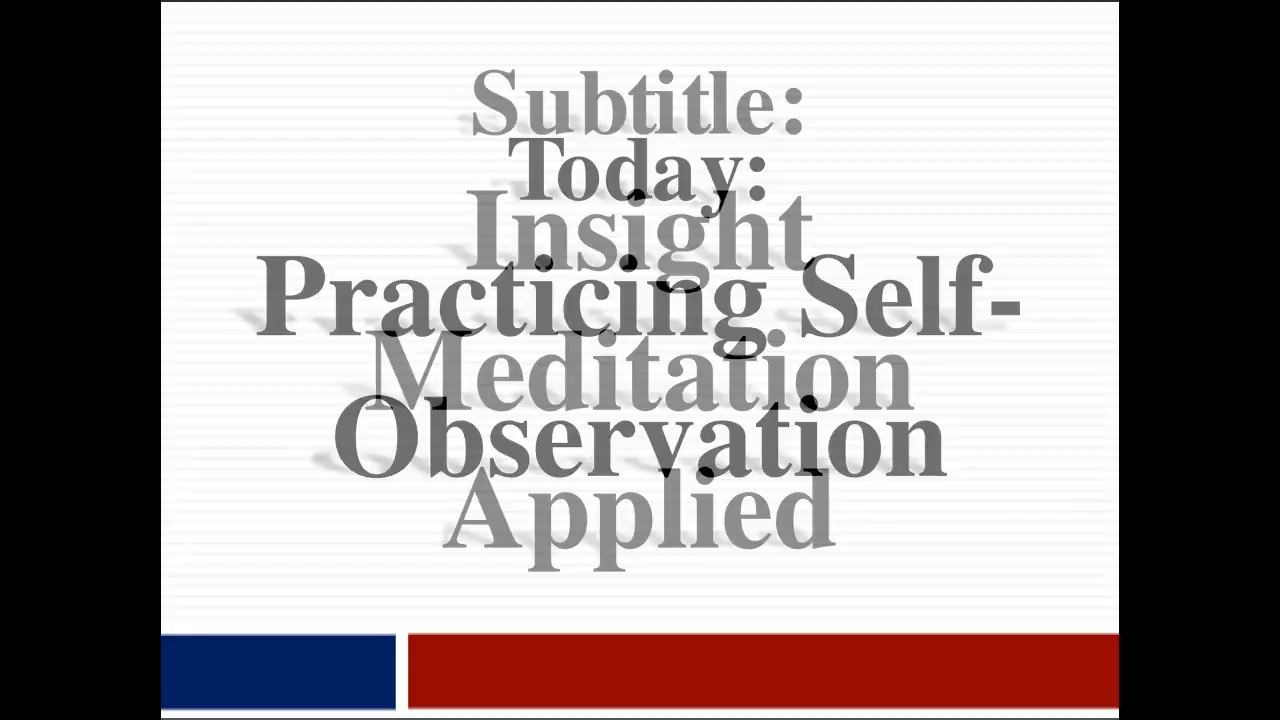 Subtitle:
Today:
Insight
Practicing Self-
Meditation
Observation
Applied